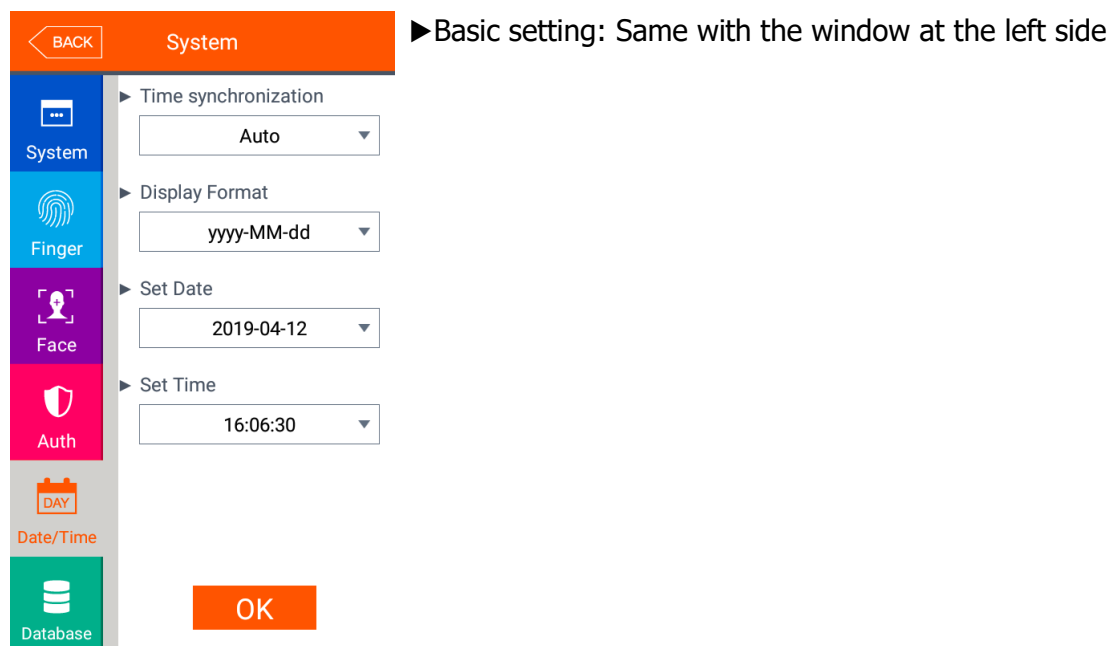 BACK
System
▶Basic setting: Same with the window at the left side
System
Finger
Face
Auth
DAY
Date/Time
Database
▶ Time synchronization
Auto
▶ Display Format
yyyy-MM-dd
▶ Set Date
2019-04-12
▶ Set Time
16:06:30
OK